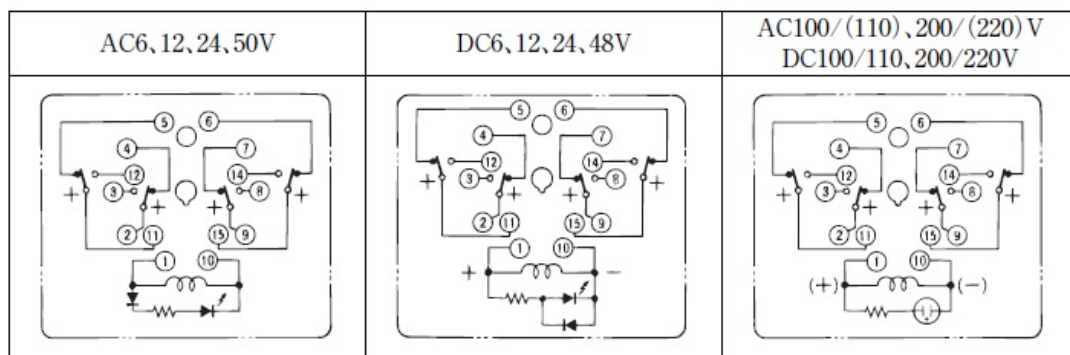 AC6、12、24、50V
DC6、12、24、48V
AC100/(110)、200/(220)V
DC100/110、200/220V
5 6
4 7
12 14
3 8
+ + + +
2 11 15 9
1 10
5 6
4 7
12 14
3 8
+ + + +
2 11 15 9
1 10
+ −
5 6
4 7
12 14
3 8
+ + + +
2 11 15 9
1 10
(+) (−)